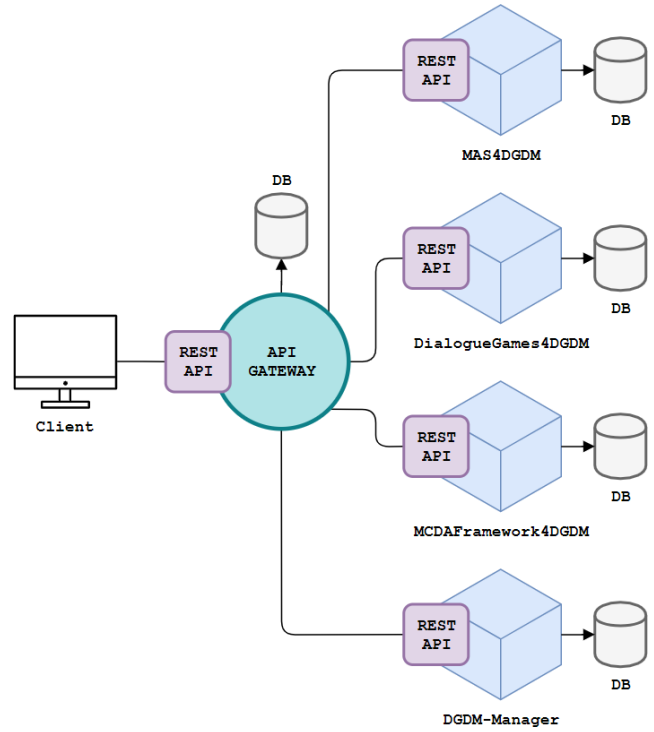 REST
API
DB
MAS4DGDM
DB
REST
API
DB
DialogueGames4DGDM
REST
API
API
GATEWAY
Client
REST
API
DB
MCDAFramework4DGDM
REST
API
DB
DGDM-Manager